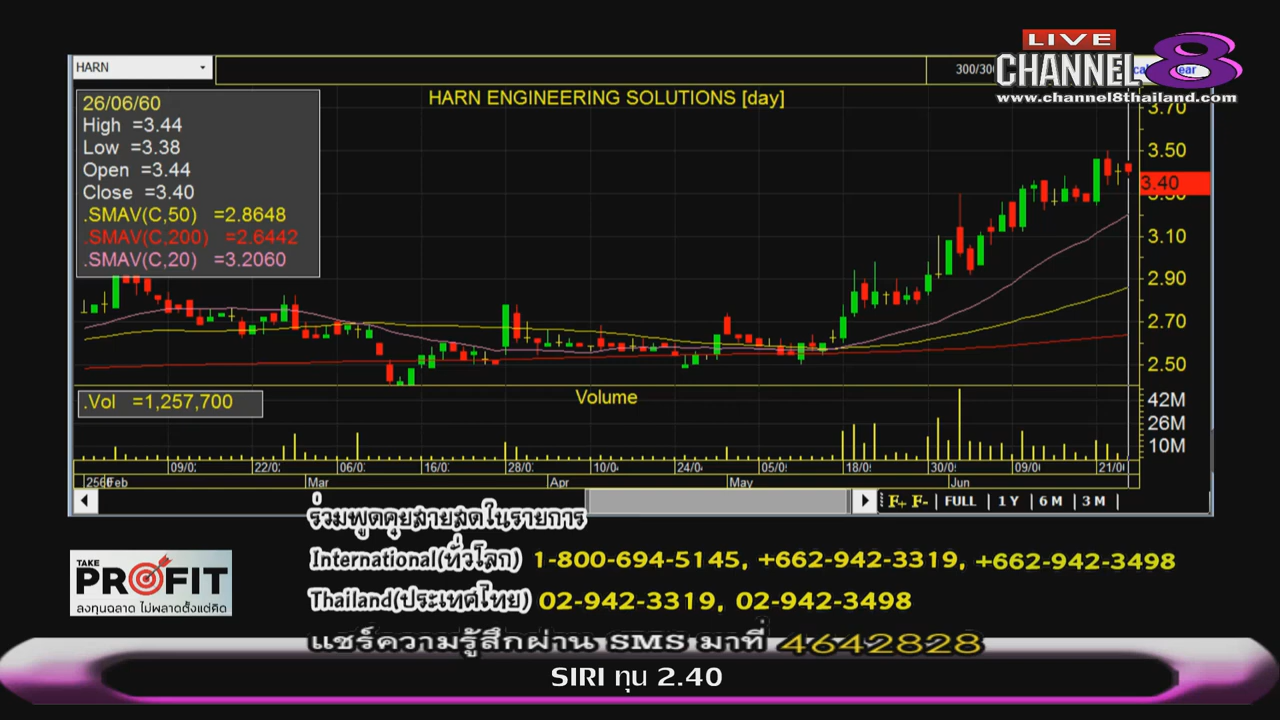 LIVE
CHANNEL 8
www.channel8thailand.com
HARN
HARN ENGINEERING SOLUTIONS [day]
26/06/60
High =3.44
Low =3.38
Open =3.44
Close =3.40
.SMAV(C,50) =2.8648
.SMAV(C,200) =2.6442
.SMAV(C,20) =3.2060
3.70
3.50
3.40
3.30
3.10
2.90
2.70
2.50
.Vol =1,257,700
Volume
42M
26M
10M
09/0 22/0 06/0 16/0 28/0 10/0 24/0 05/0 18/0 30/0 09/0 21/0
Feb Mar Apr May Jun
F+ F- | FULL | 1 Y | 6 M | 3 M |
0
ร่วมพูดคุยสายสดในรายการ
International(ทั่วโลก) 1-800-694-5145, +662-942-3319, +662-942-3498
Thailand(ประเทศไทย) 02-942-3319, 02-942-3498
แชร์ความรู้สึกผ่าน SMS มาที่ 4642828
TAKE
PROFIT
ลงทุนฉลาด ไม่พลาดตั้งแต่คิด
SIRI ทุน 2.40